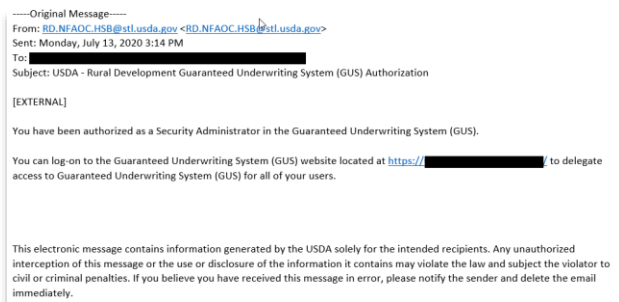 -----Original Message-----
From: RD.NFAOC.HSB@stl.usda.gov <RD.NFAOC.HSB@stl.usda.gov>
Sent: Monday, July 13, 2020 3:14 PM
To:
Subject: USDA - Rural Development Guaranteed Underwriting System (GUS) Authorization
[EXTERNAL]
You have been authorized as a Security Administrator in the Guaranteed Underwriting System (GUS).
You can log-on to the Guaranteed Underwriting System (GUS) website located at https:// / to delegate
access to Guaranteed Underwriting System (GUS) for all of your users.
This electronic message contains information generated by the USDA solely for the intended recipients. Any unauthorized
interception of this message or the use or disclosure of the information it contains may violate the law and subject the violator to
civil or criminal penalties. If you believe you have received this message in error, please notify the sender and delete the email
immediately.